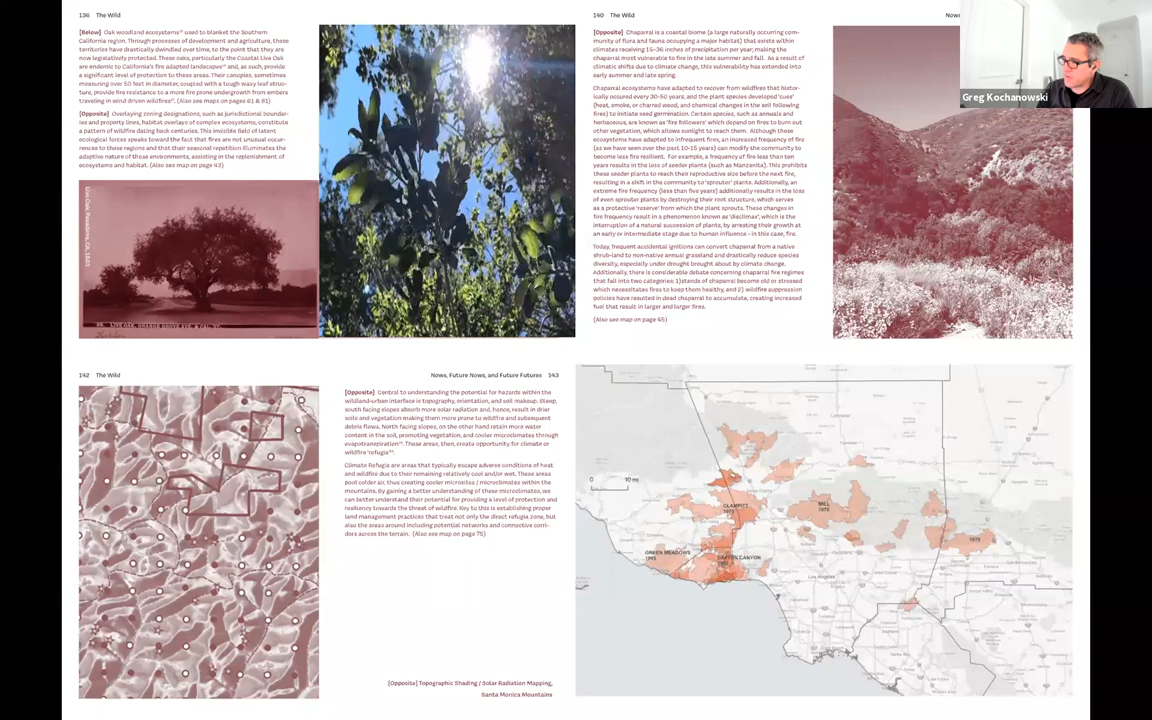 136 The Wild
[Below] Oak woodland ecosystems¹⁵ used to blanket the Southern
California region. Through processes of development and agriculture, these
territories have drastically dwindled over time, to the point that they are
now legislatively protected. These oaks, particularly the Coastal Live Oak
are endemic to California's fire adapted landscapes¹⁶ and, as such, provide
a significant level of protection to these areas. Their canopies, sometimes
measuring over 50 feet in diameter, coupled with a tough waxy leaf struc-
ture, provide fire resistance to a more fire prone undergrowth from embers
traveling in wind driven wildfires¹⁷. (Also see maps on pages 61 & 81)
[Opposite] Overlaying zoning designations, such as jurisdictional boundar-
ies and property lines, habitat overlays of complex ecosystems, constitute
a pattern of wildfire dating back centuries. This invisible field of latent
ecological forces speaks toward the fact that fires are not unusual occur-
rences to these regions and that their seasonal repetition illuminates the
adaptive nature of these environments, assisting in the replenishment of
ecosystems and habitat. (Also see map on page 43)
Live Oak, Pasadena, CA, 1885
LIVE OAK, ORANGE GROVE AVE. & CAL. ST.
140 The Wild
Nows
Greg Kochanowski
[Opposite] Chaparral is a coastal biome (a large naturally occurring com-
munity of flora and fauna occupying a major habitat) that exists within
climates receiving 15-36 inches of precipitation per year, making the
chaparral most vulnerable to fire in the late summer and fall. As a result of
climatic shifts due to climate change, this vulnerability has extended into
early summer and late spring.
Chaparral ecosystems have adapted to recover from wildfires that histor-
ically occured every 30-50 years, and the plant species developed 'cues'
(heat, smoke, or charred wood, and chemical changes in the soil following
fires) to initiate seed germination. Certain species, such as annuals and
herbaceous, are known as 'fire followers' which depend on fires to burn out
other vegetation, which allows sunlight to reach them. Although these
ecosystems have adapted to infrequent fires, an increased frequency of fire
(as we have seen over the past 10-15 years) can modify the community to
become less fire resilient. For example, a frequency of fire less than ten
years results in the loss of seeder plants (such as Manzanita). This prohibits
these seeder plants to reach their reproductive size before the next fire,
resulting in a shift in the community to 'sprouter' plants. Additionally, an
extreme fire frequency (less than five years) additionally results in the loss
of even sprouter plants by destroying their root structure, which serves
as a protective 'reserve' from which the plant sprouts. These changes in
fire frequency result in a phenomenon known as 'disclimax', which is the
interruption of a natural succession of plants, by arresting their growth at
an early or intermediate stage due to human influence - in this case, fire.
Today, frequent accidental ignitions can convert chaparral from a native
shrub-land to non-native annual grassland and drastically reduce species
diversity, especially under drought brought about by climate change.
Additionally, there is considerable debate concerning chaparral fire regimes
that fall into two categories: 1)stands of chaparral become old or stressed
which necessitates fires to keep them healthy, and 2) wildfire suppression
policies have resulted in dead chaparral to accumulate, creating increased
fuel that result in larger and larger fires.
(Also see map on page 45)
142 The Wild
Nows, Future Nows, and Future Futures 143
[Opposite] Central to understanding the potential for hazards within the
wildland-urban interface is topography, orientation, and soil makeup. Steep,
south facing slopes absorb more solar radiation and, hence, result in drier
soils and vegetation making them more prone to wildfire and subsequent
debris flows. North facing slopes, on the other hand retain more water
content in the soil, promoting vegetation, and cooler microclimates through
evapotranspiration¹⁸. These areas, then, create opportunity for climate or
wildfire 'refugia'¹⁹.
Climate Refugia are areas that typically escape adverse conditions of heat
and wildfire due to their remaining relatively cool and/or wet. These areas
pool colder air, thus creating cooler microsites / microclimates within the
mountains. By gaining a better understanding of these microclimates, we
can better understand their potential for providing a level of protection and
resiliency towards the threat of wildfire. Key to this is establishing proper
land management practices that treat not only the direct refugia zone, but
also the areas around including potential networks and connective corri-
dors across the terrain. (Also see map on page 75)
[Opposite] Topographic Shading / Solar Radiation Mapping,
Santa Monica Mountains
0 10 mi
CLAMPITT
1970
MILL
1975
GREEN MEADOWS
1993
DAYTON CANYON
1982
Los Angeles